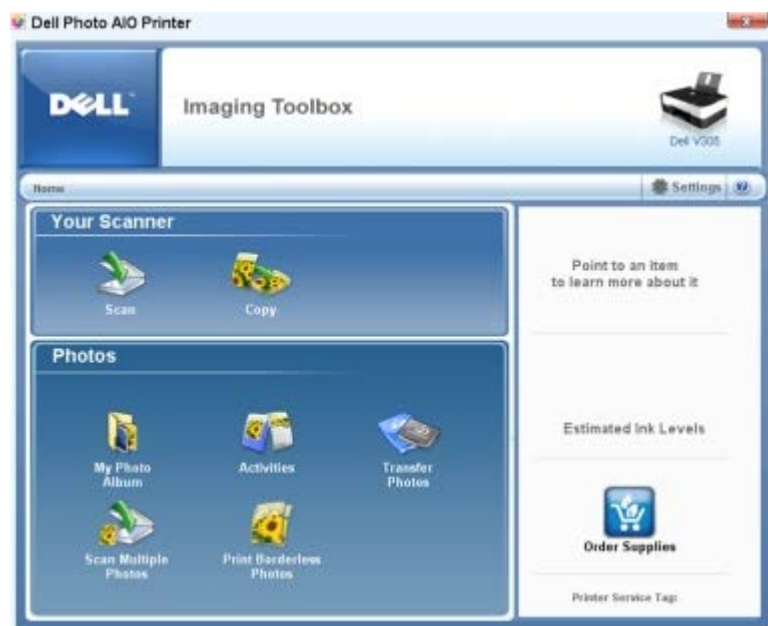 Dell Photo AIO Printer
DELL
Imaging Toolbox
Dell V305
Home
Settings
?
Your Scanner
Scan
Copy
Point to an item
to learn more about it
Photos
My Photo
Album
Activities
Transfer
Photos
Scan Multiple
Photos
Print Borderless
Photos
Estimated Ink Levels
Order Supplies
Printer Service Tag: